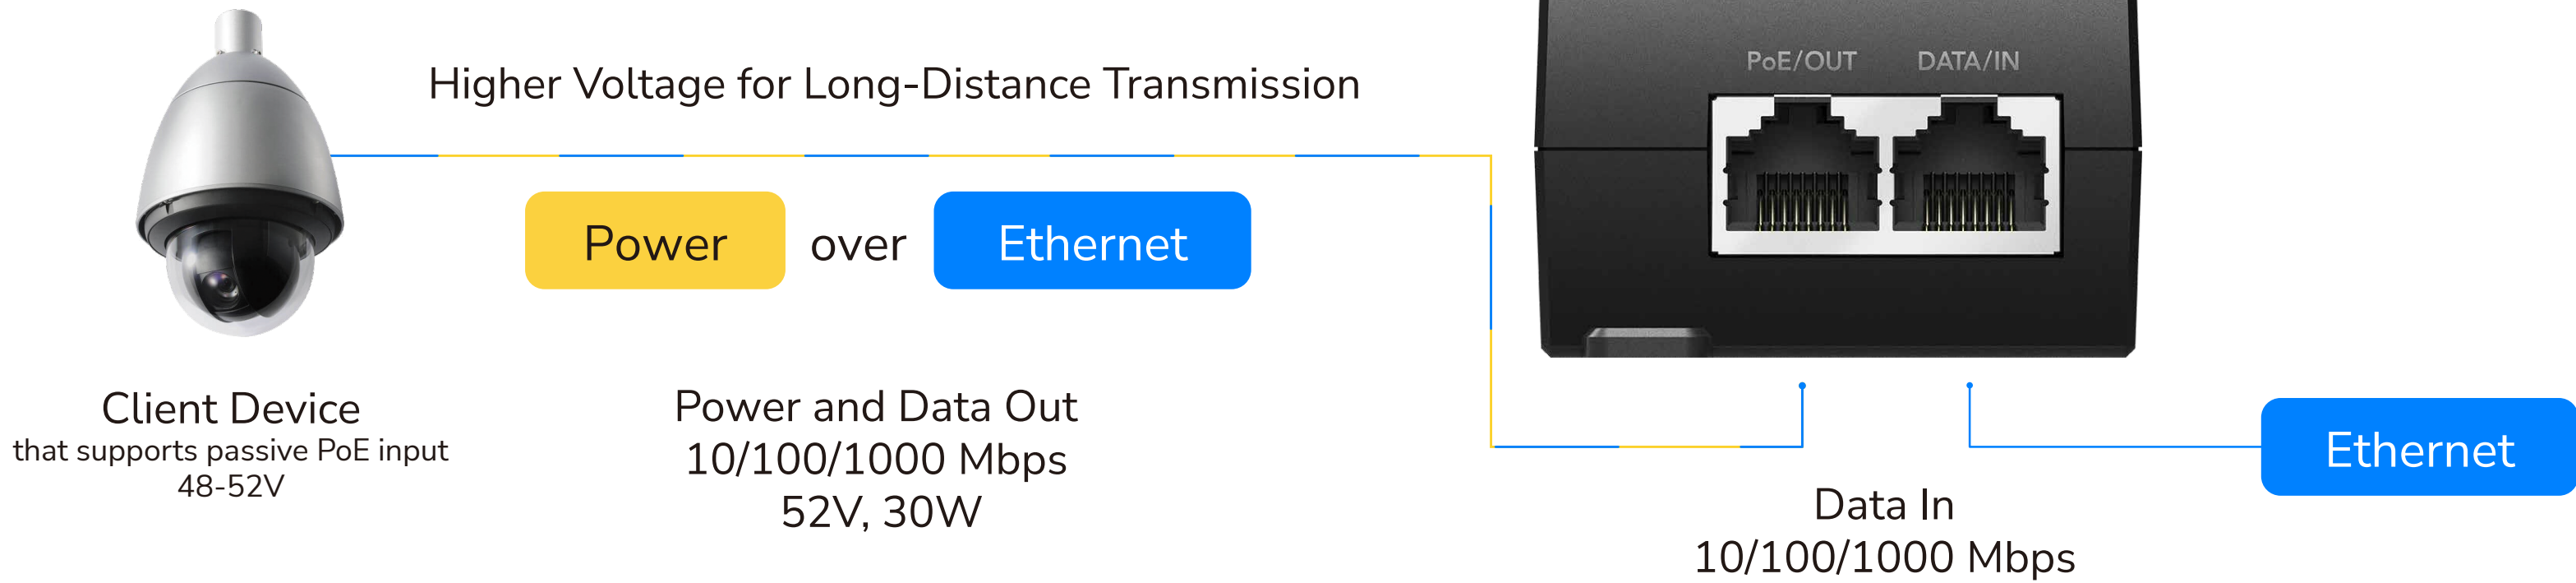 PoE/OUT DATA/IN
Higher Voltage for Long-Distance Transmission
Power over Ethernet
Client Device
that supports passive PoE input
48-52V
Power and Data Out
10/100/1000 Mbps
52V, 30W
Ethernet
Data In
10/100/1000 Mbps